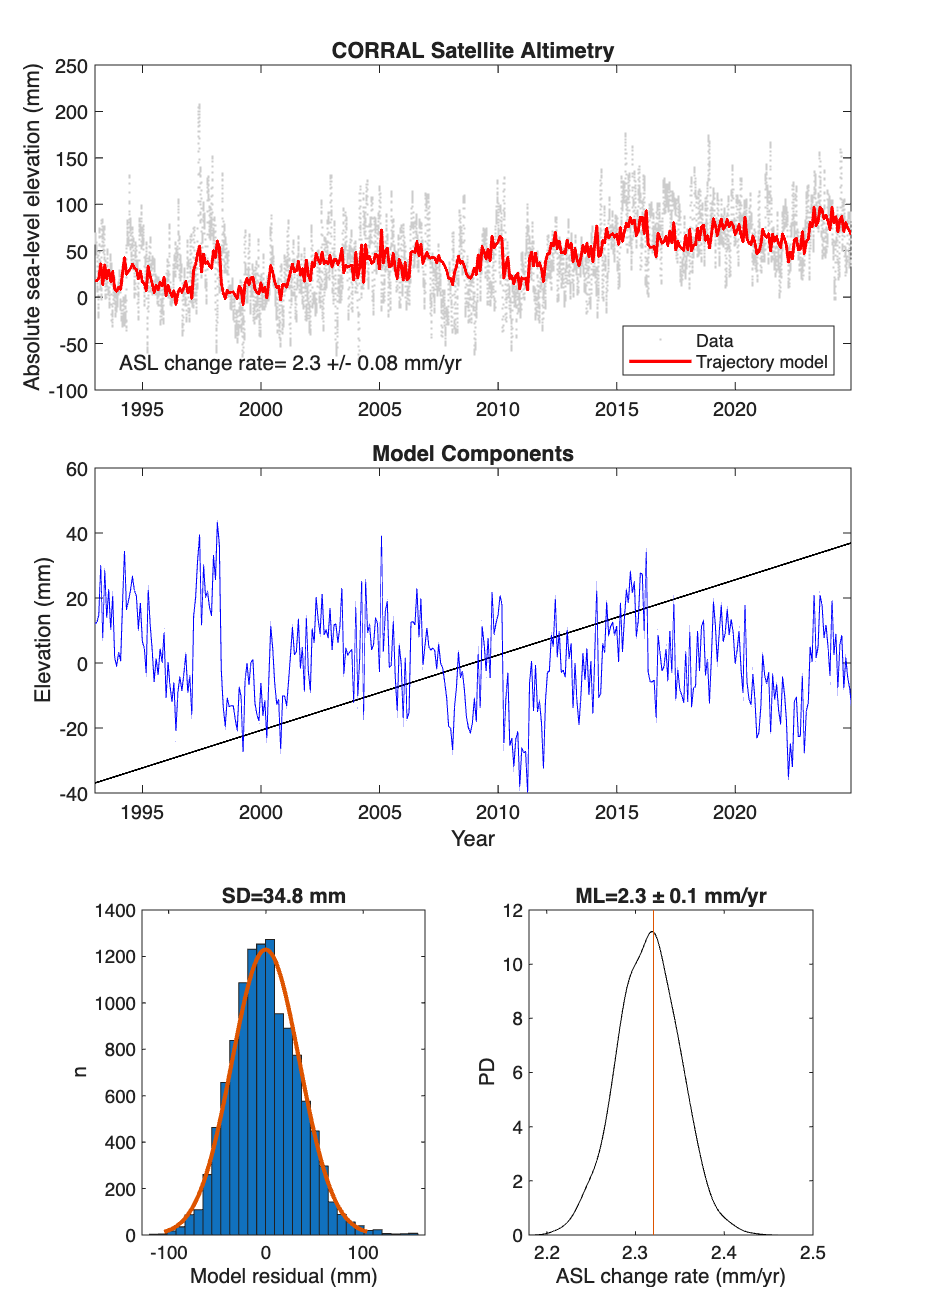 CORRAL Satellite Altimetry
Absolute sea-level elevation (mm)
250
200
150
100
50
0
-50
-100
ASL change rate= 2.3 +/- 0.08 mm/yr
Data
Trajectory model
1995 2000 2005 2010 2015 2020
Model Components
Elevation (mm)
60
40
20
0
-20
-40
1995 2000 2005 2010 2015 2020
Year
SD=34.8 mm
n
1400
1200
1000
800
600
400
200
0
-100 0 100
Model residual (mm)
ML=2.3 ± 0.1 mm/yr
PD
12
10
8
6
4
2
0
2.2 2.3 2.4 2.5
ASL change rate (mm/yr)